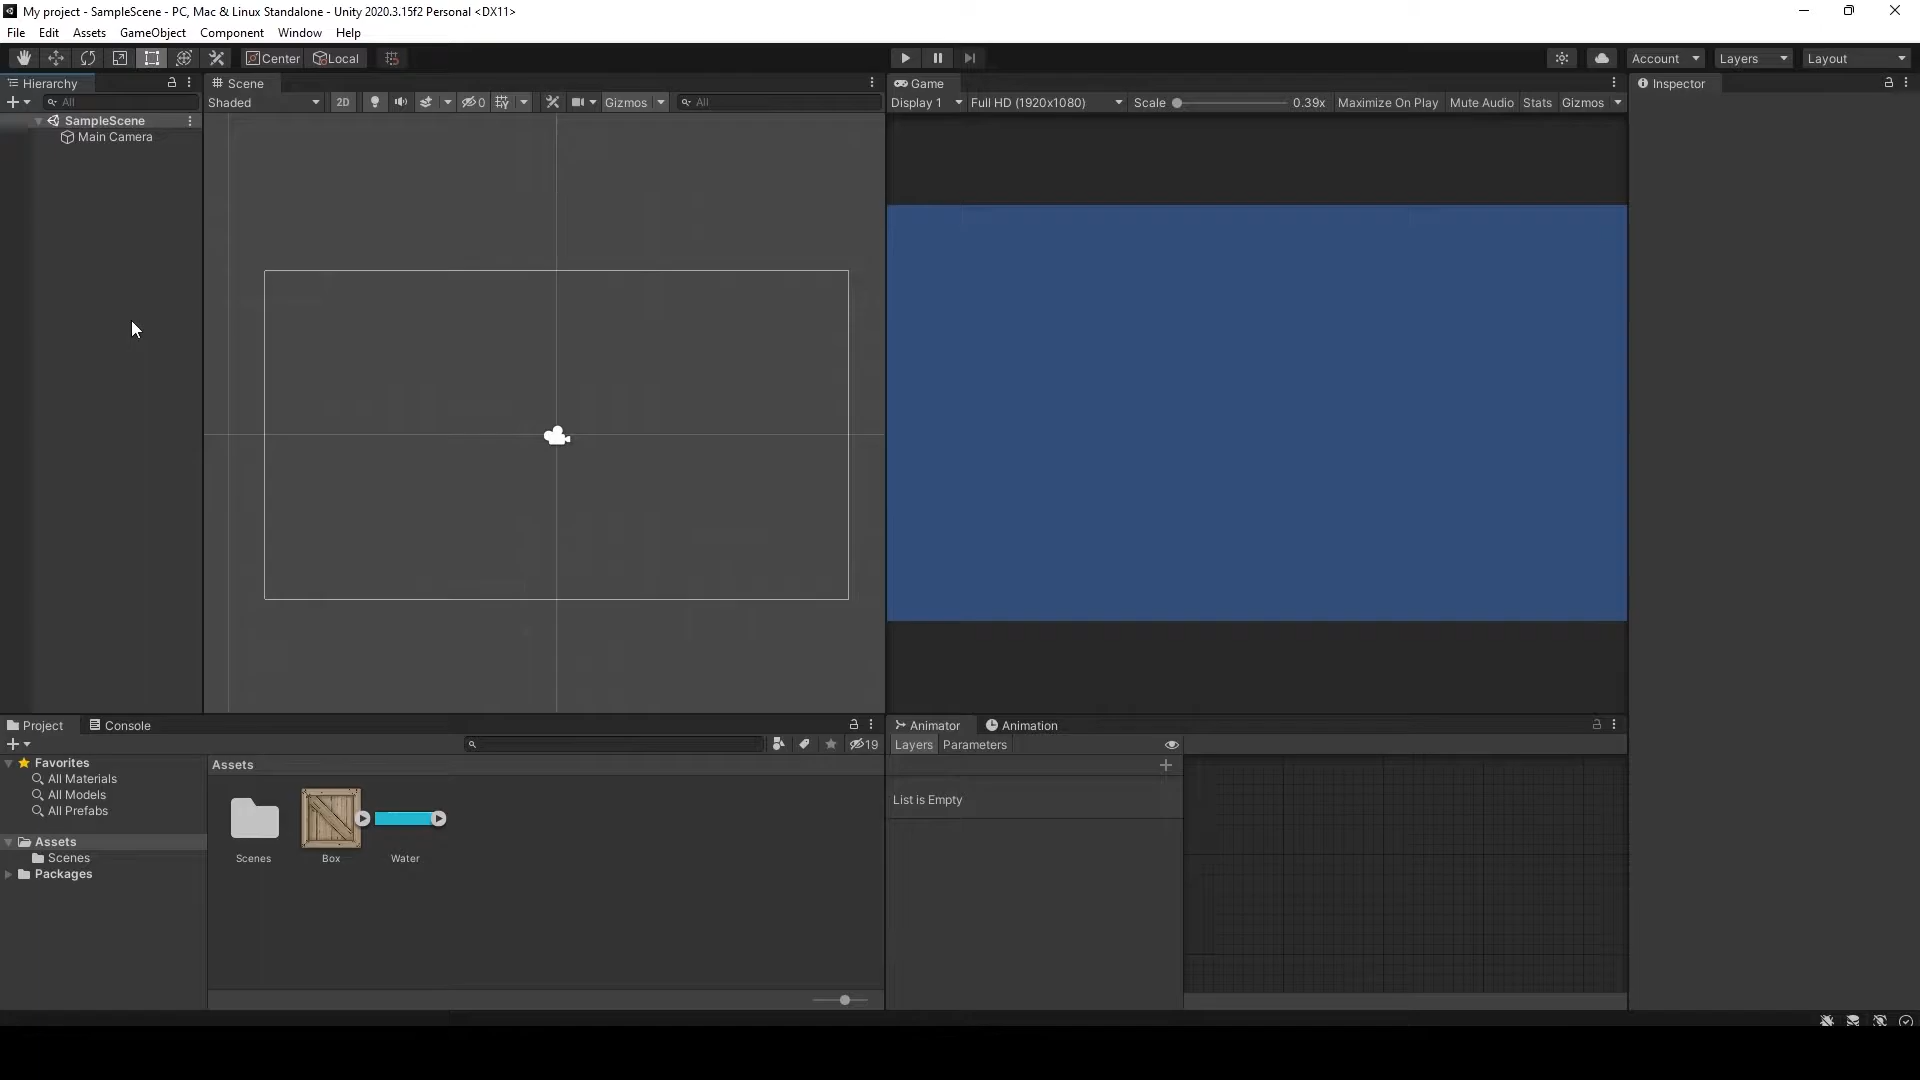 My project - SampleScene - PC, Mac & Linux Standalone - Unity 2020.3.15f2 Personal <DX11>
File Edit Assets GameObject Component Window Help
Center Local Account Layers Layout
Hierarchy Scene Game Inspector
All Shaded 2D 0 Gizmos All Display 1 Full HD (1920x1080) Scale 0.39x Maximize On Play Mute Audio Stats Gizmos
SampleScene
Main Camera
Project Console Animator Animation
19 Layers Parameters
Favorites Assets
All Materials
All Models
All Prefabs
List is Empty
Assets
Scenes
Packages
Scenes Box Water